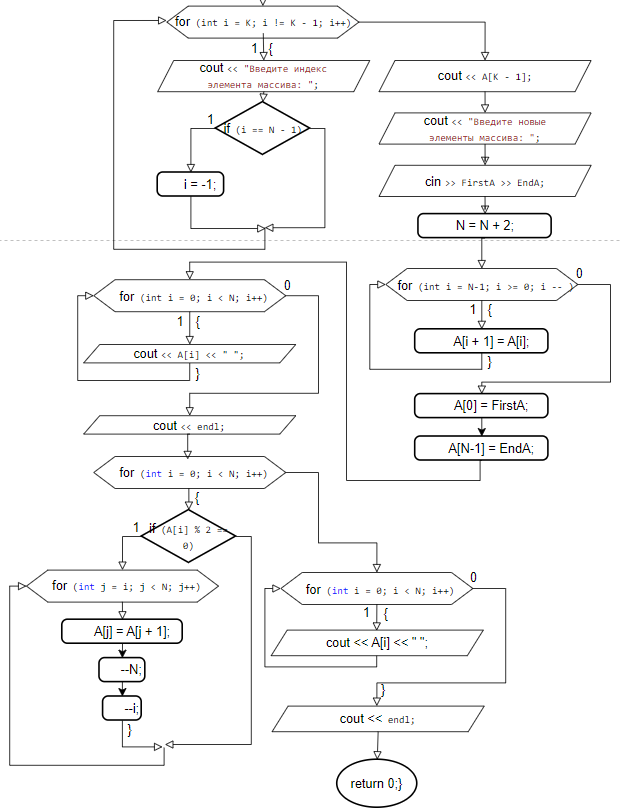 for (int i = K; i != K - 1; i++)
1 {
cout << "Введите индекс
элемента массива: ";
1
if (i == N - 1)
i = -1;
cout << A[K - 1];
cout << "Введите новые
элементы массива: ";
cin >> FirstA >> EndA;
N = N + 2;
for (int i = N-1; i >= 0; i -- )
0
1 {
A[i + 1] = A[i];
}
A[0] = FirstA;
A[N-1] = EndA;
for (int i = 0; i < N; i++)
0
1 {
cout << A[i] << " ";
}
cout << endl;
for (int i = 0; i < N; i++)
{
1
if (A[i] % 2 ==
0)
for (int j = i; j < N; j++)
A[j] = A[j + 1];
--N;
--i;
}
for (int i = 0; i < N; i++)
0
1 {
cout << A[i] << " ";
}
cout << endl;
return 0;}